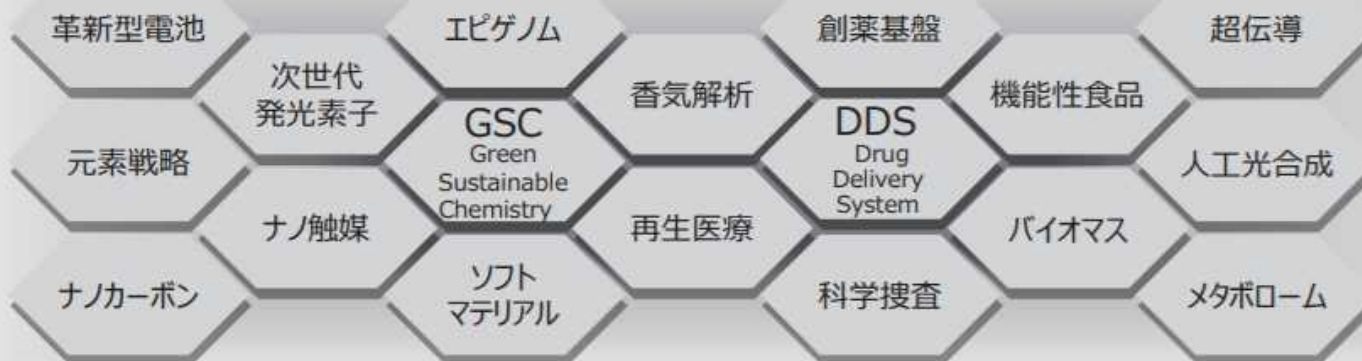 革新型電池
エピゲノム
創薬基盤
超伝導
次世代
発光素子
香気解析
機能性食品
元素戦略
GSC
Green
Sustainable
Chemistry
DDS
Drug
Delivery
System
人工光合成
ナノ触媒
再生医療
バイオマス
ナノカーボン
ソフト
マテリアル
科学捜査
メタボローム